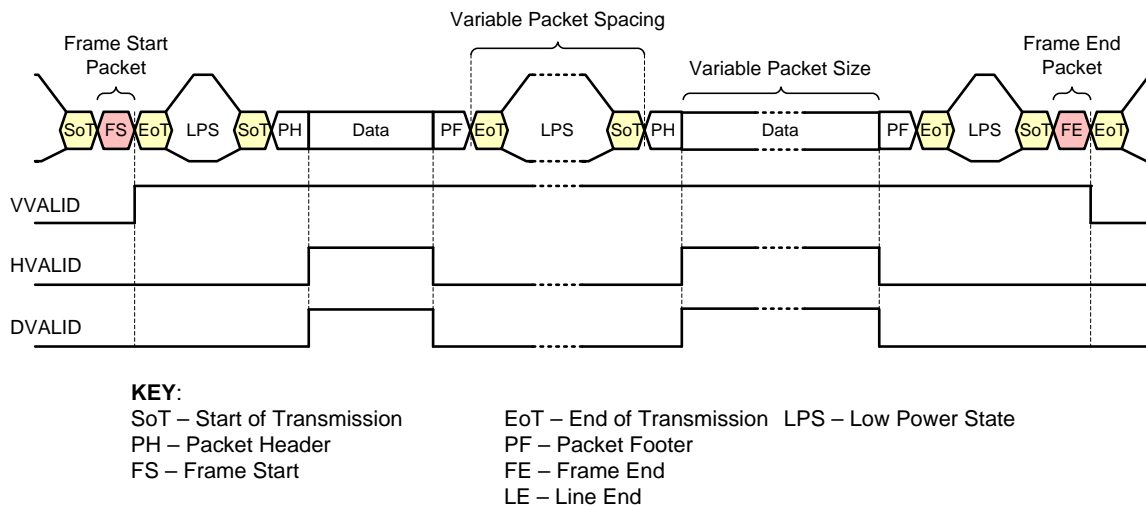 Variable Packet Spacing
Frame Start
Packet
Variable Packet Size
Frame End
Packet
SoT FS EoT LPS SoT PH Data PF EoT LPS SoT PH Data PF EoT LPS SoT FE EoT
VVALID
HVALID
DVALID
KEY:
SoT – Start of Transmission EoT – End of Transmission LPS – Low Power State
PH – Packet Header PF – Packet Footer
FS – Frame Start FE – Frame End
LE – Line End